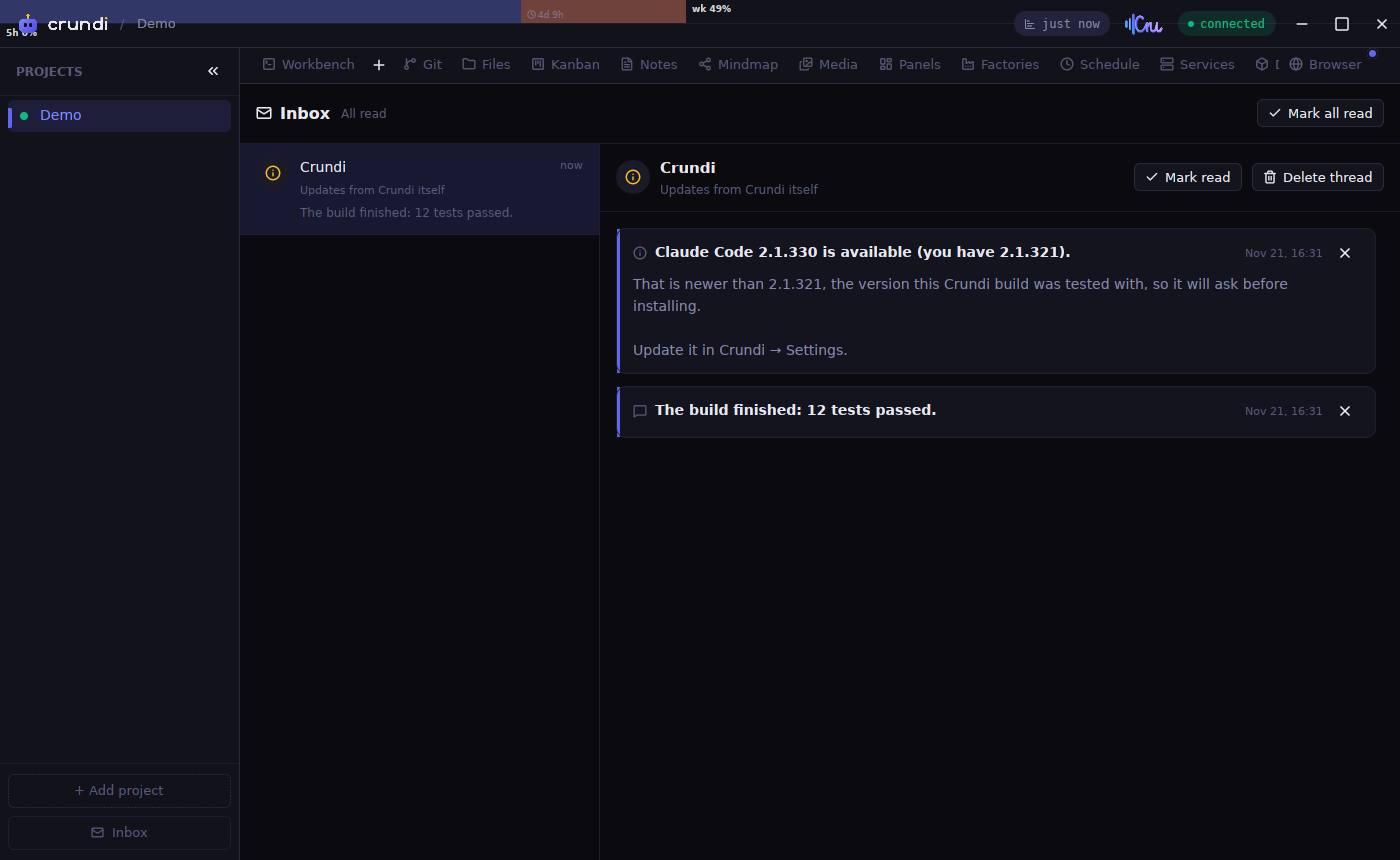 4d 9h
wk 49%
crundi / Demo
just now
Cru
connected
PROJECTS
Demo
Workbench
Git
Files
Kanban
Notes
Mindmap
Media
Panels
Factories
Schedule
Services
Browser
Inbox All read
Mark all read
Crundi
now
Updates from Crundi itself
The build finished: 12 tests passed.
Crundi
Updates from Crundi itself
Mark read
Delete thread
Claude Code 2.1.330 is available (you have 2.1.321).
Nov 21, 16:31
That is newer than 2.1.321, the version this Crundi build was tested with, so it will ask before
installing.
Update it in Crundi → Settings.
The build finished: 12 tests passed.
Nov 21, 16:31
+ Add project
Inbox